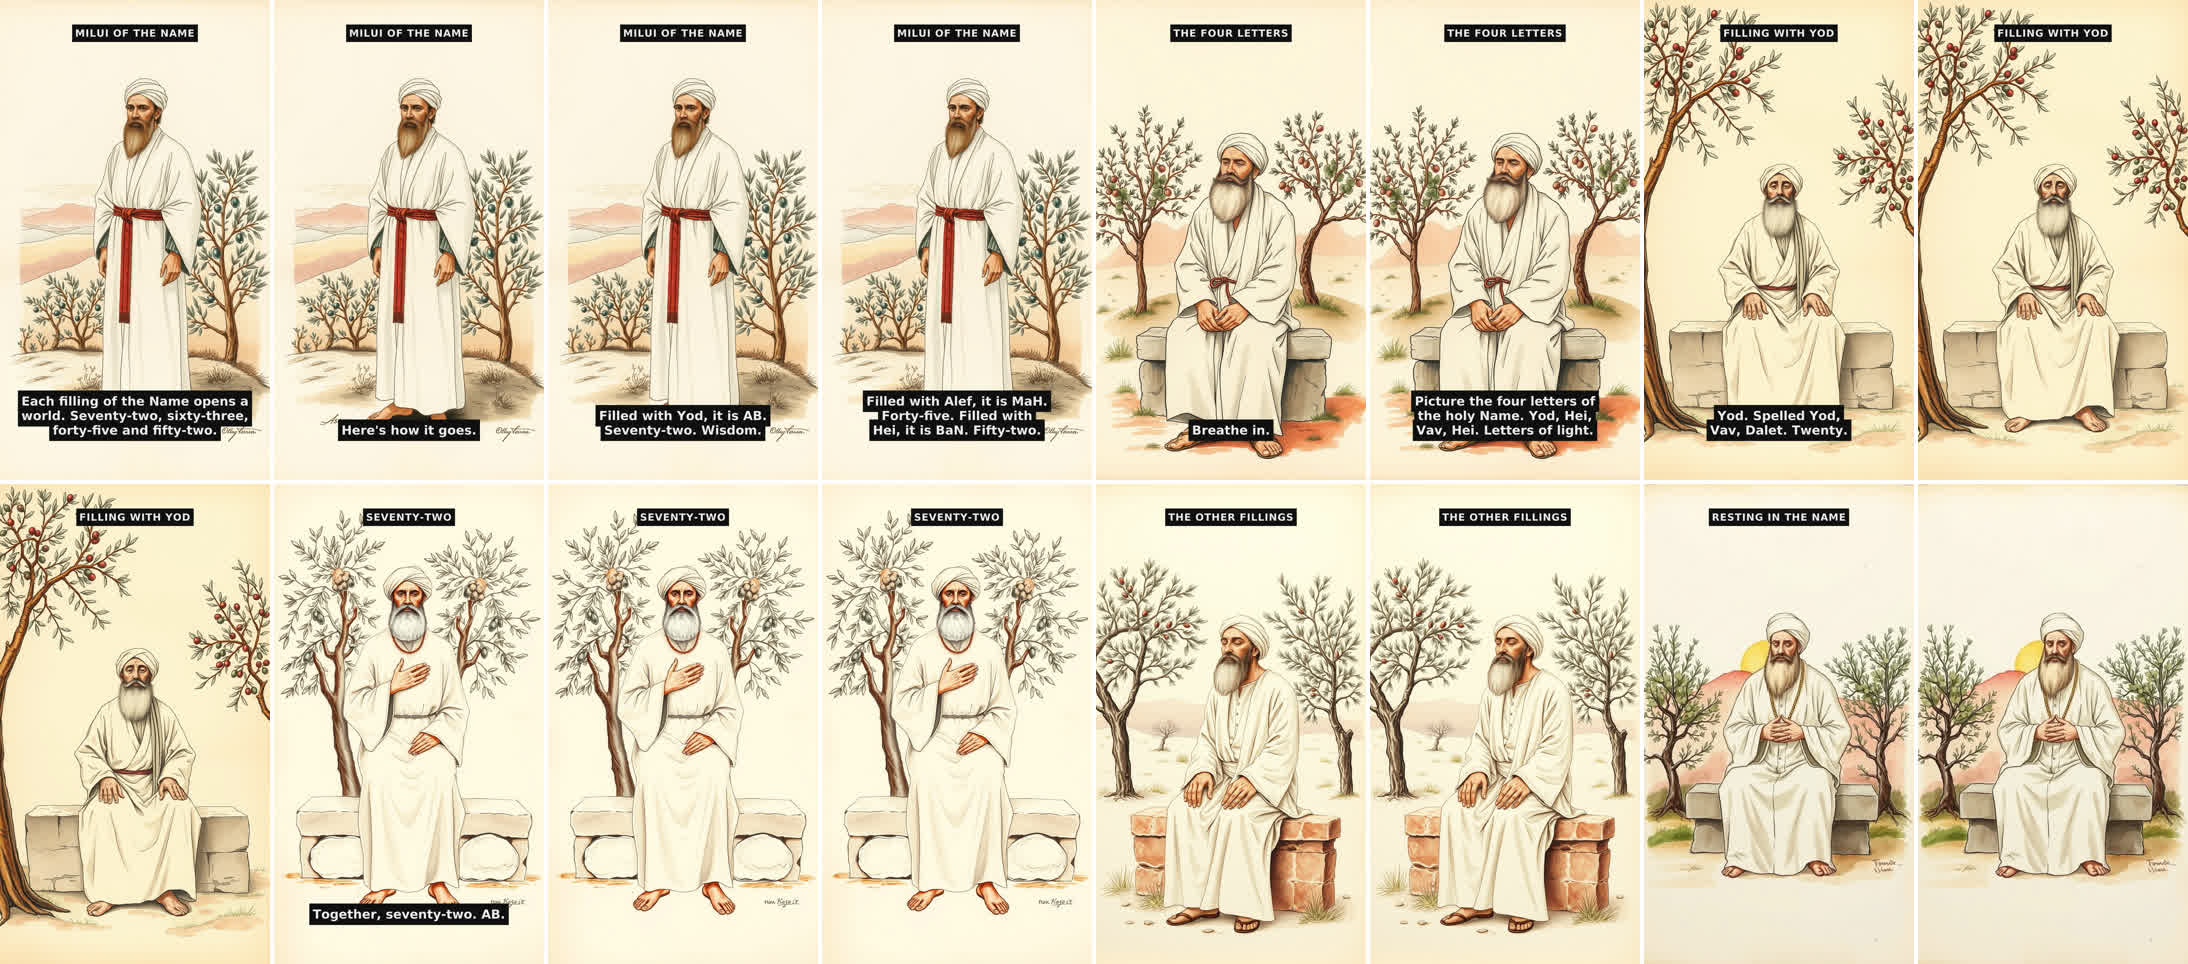 MILUI OF THE NAME
Each filling of the Name opens a
world. Seventy-two, sixty-three,
forty-five and fifty-two.
MILUI OF THE NAME
Here's how it goes.
MILUI OF THE NAME
Filled with Yod, it is AB.
Seventy-two. Wisdom.
MILUI OF THE NAME
Filled with Alef, it is MaH.
Forty-five. Filled with
Hei, it is BaN. Fifty-two.
THE FOUR LETTERS
Breathe in.
THE FOUR LETTERS
Picture the four letters of
the holy Name. Yod, Hei,
Vav, Hei. Letters of light.
FILLING WITH YOD
Yod. Spelled Yod,
Vav, Dalet. Twenty.
FILLING WITH YOD
FILLING WITH YOD
SEVENTY-TWO
Together, seventy-two. AB.
SEVENTY-TWO
SEVENTY-TWO
THE OTHER FILLINGS
THE OTHER FILLINGS
RESTING IN THE NAME